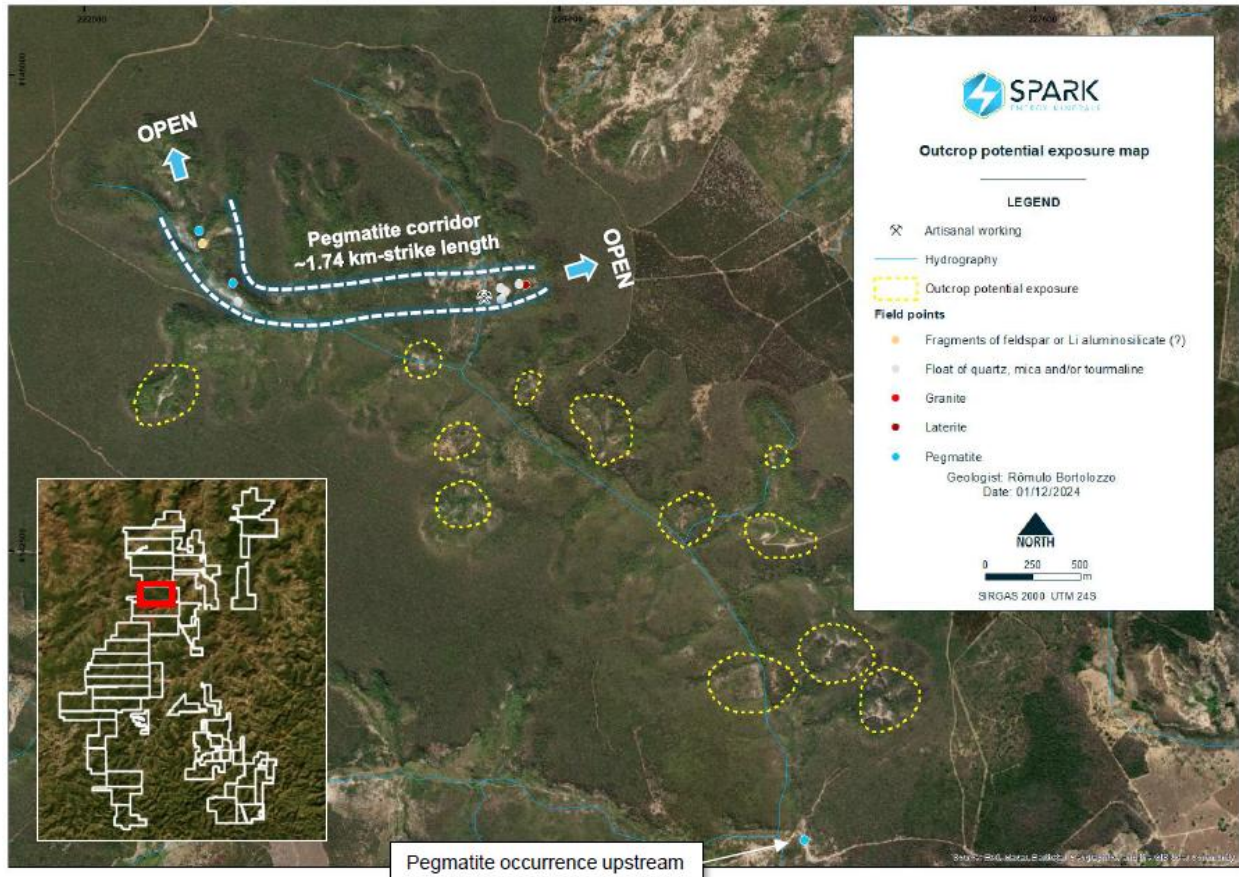 222000
OPEN
Pegmatite corridor
~1.74 km-strike length
OPEN
SPARK
ENERGY MINERALS
Outcrop potential exposure map
LEGEND
Artisanal working
Hydrography
Outcrop potential exposure
Field points
Fragments of feldspar or Li aluminosilicate (?)
Float of quartz, mica and/or tourmaline
Granite
Laterite
Pegmatite
Geologist: Rômulo Bortolozzo
Date: 01/12/2024
NORTH
0 250 500
m
SIRGAS 2000 UTM 24S
Pegmatite occurrence upstream